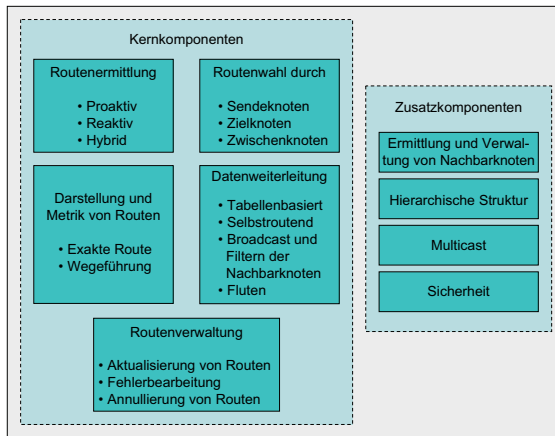 Kernkomponenten
Routenermittlung
• Proaktiv
• Reaktiv
• Hybrid
Routenwahl durch
• Sendeknoten
• Zielknoten
• Zwischenknoten
Darstellung und
Metrik von Routen
• Exakte Route
• Wegeführung
Datenweiterleitung
• Tabellenbasiert
• Selbstroutend
• Broadcast und
Filtern der
Nachbarknoten
• Fluten
Routenverwaltung
• Aktualisierung von Routen
• Fehlerbearbeitung
• Annullierung von Routen
Zusatzkomponenten
Ermittlung und Verwal-
tung von Nachbarknoten
Hierarchische Struktur
Multicast
Sicherheit